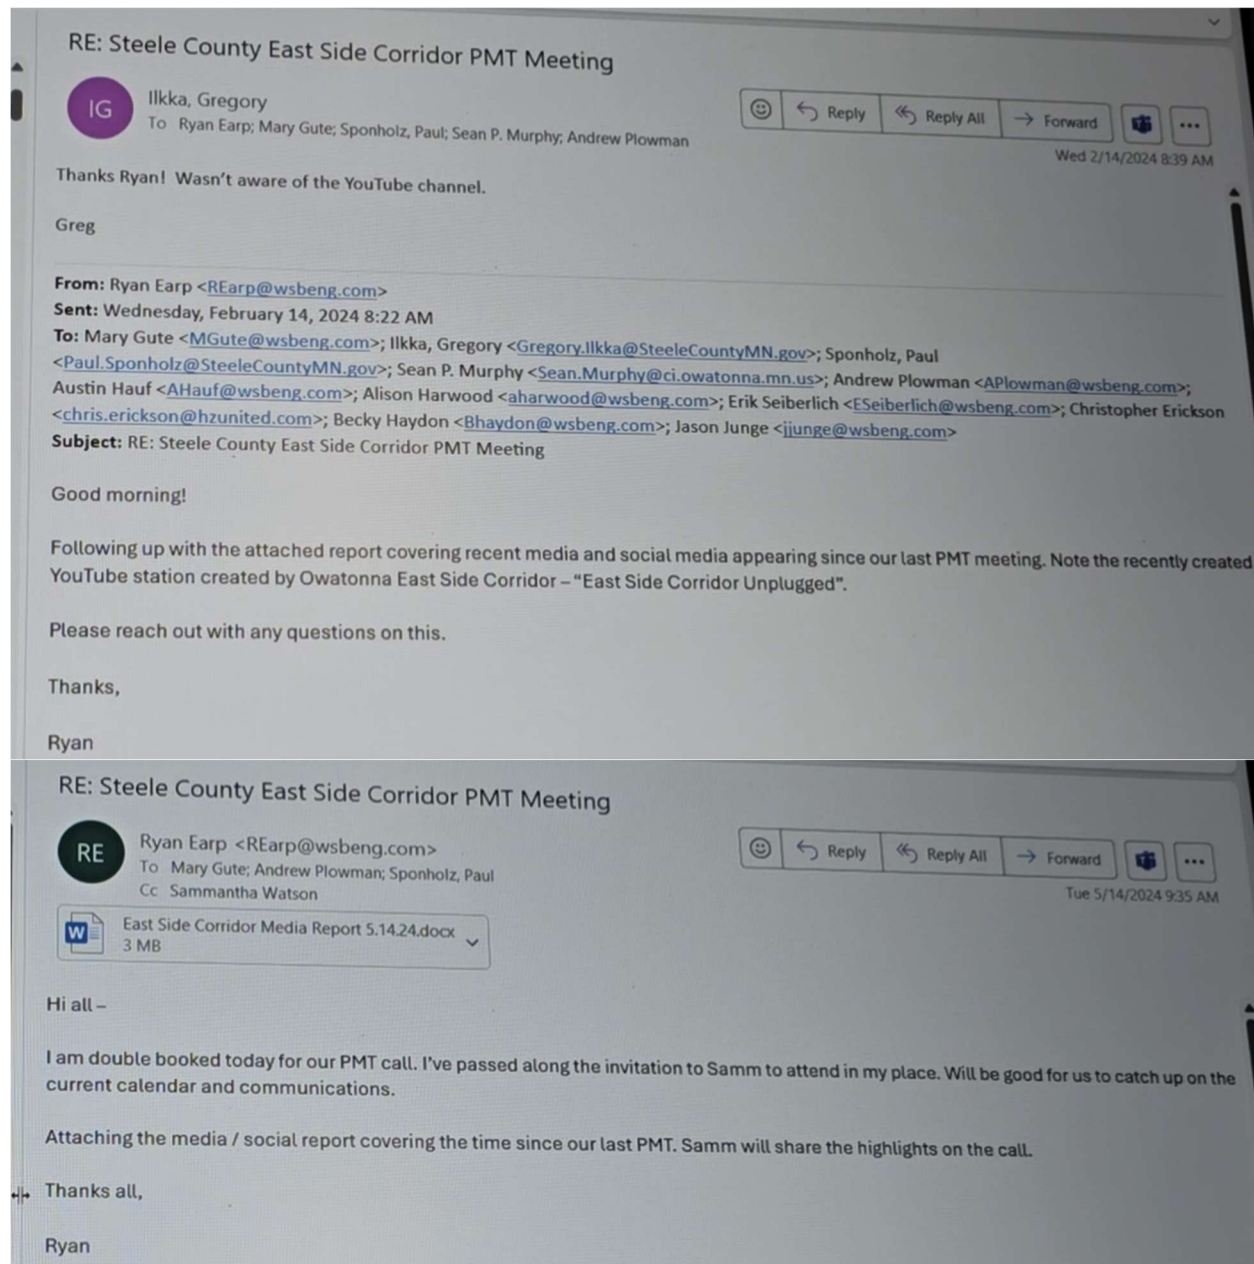 RE: Steele County East Side Corridor PMT Meeting
IG
Ilkka, Gregory
To Ryan Earp; Mary Gute; Sponholz, Paul; Sean P. Murphy; Andrew Plowman
Reply
Reply All
Forward
Wed 2/14/2024 8:39 AM
Thanks Ryan! Wasn't aware of the YouTube channel.
Greg
From: Ryan Earp <REarp@wsbeng.com>
Sent: Wednesday, February 14, 2024 8:22 AM
To: Mary Gute <MGute@wsbeng.com>; Ilkka, Gregory <Gregory.Ilkka@SteeleCountyMN.gov>; Sponholz, Paul
<Paul.Sponholz@SteeleCountyMN.gov>; Sean P. Murphy <Sean.Murphy@ci.owatonna.mn.us>; Andrew Plowman <APlowman@wsbeng.com>;
Austin Hauf <AHauf@wsbeng.com>; Alison Harwood <aharwood@wsbeng.com>; Erik Seiberlich <ESeiberlich@wsbeng.com>; Christopher Erickson
<chris.erickson@hzunited.com>; Becky Haydon <Bhaydon@wsbeng.com>; Jason Junge <jjunge@wsbeng.com>
Subject: RE: Steele County East Side Corridor PMT Meeting
Good morning!
Following up with the attached report covering recent media and social media appearing since our last PMT meeting. Note the recently created
YouTube station created by Owatonna East Side Corridor – “East Side Corridor Unplugged”.
Please reach out with any questions on this.
Thanks,
Ryan
RE: Steele County East Side Corridor PMT Meeting
RE
Ryan Earp <REarp@wsbeng.com>
To Mary Gute; Andrew Plowman; Sponholz, Paul
Cc Sammantha Watson
Reply
Reply All
Forward
Tue 5/14/2024 9:35 AM
W
East Side Corridor Media Report 5.14.24.docx
3 MB
Hi all –
I am double booked today for our PMT call. I've passed along the invitation to Samm to attend in my place. Will be good for us to catch up on the
current calendar and communications.
Attaching the media / social report covering the time since our last PMT. Samm will share the highlights on the call.
Thanks all,
Ryan